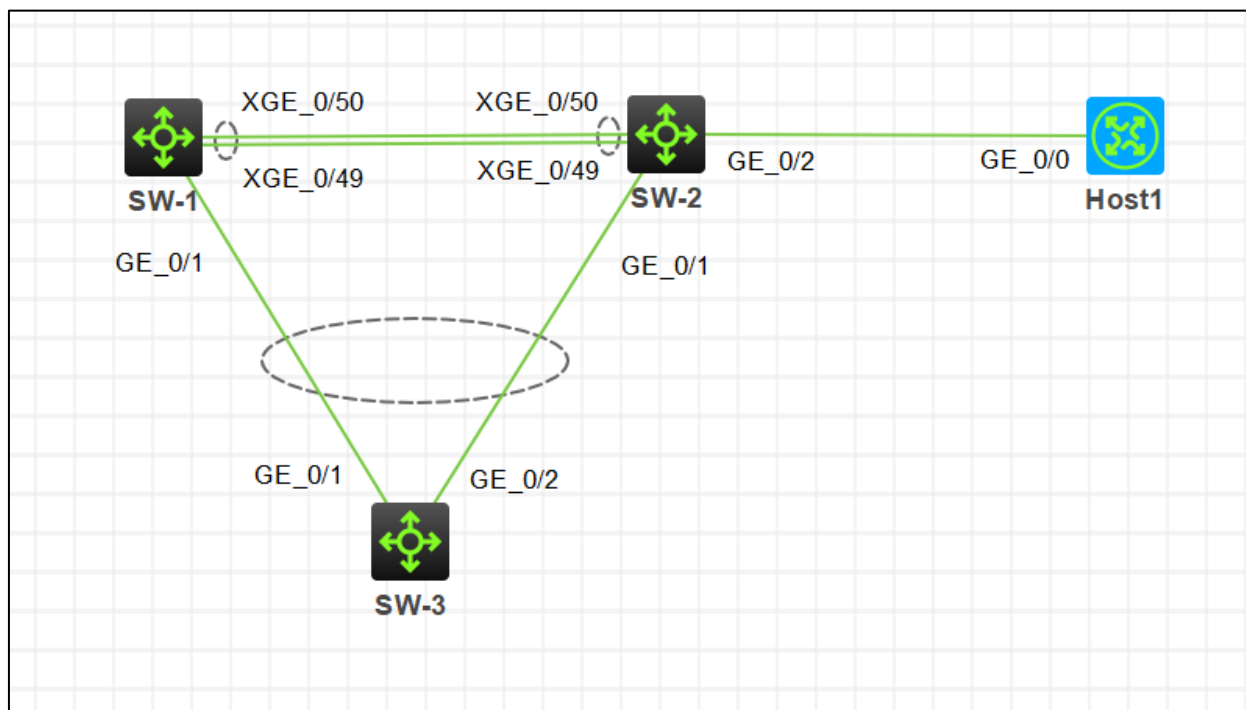 XGE_0/50
XGE_0/50
XGE_0/49
XGE_0/49
GE_0/2
GE_0/0
SW-1
SW-2
Host1
GE_0/1
GE_0/1
GE_0/1
GE_0/2
SW-3